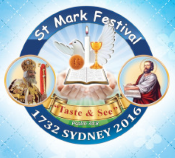 St Mark Festival
Taste & See
1732 SYDNEY 2016